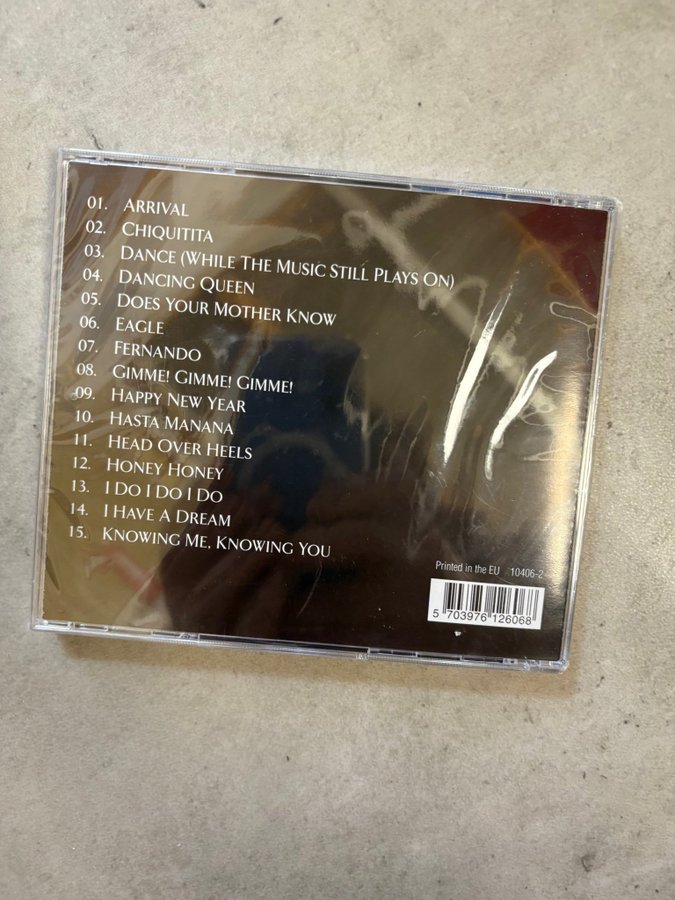 01. ARRIVAL
02. CHIQUITITA
03. DANCE (WHILE THE MUSIC STILL PLAYS ON)
04. DANCING QUEEN
05. DOES YOUR MOTHER KNOW
06. EAGLE
07. FERNANDO
08. GIMME! GIMME! GIMME!
09. HAPPY NEW YEAR
10. HASTA MANANA
11. HEAD OVER HEELS
12. HONEY HONEY
13. I DO I DO I DO
14. I HAVE A DREAM
15. KNOWING ME, KNOWING YOU
Printed in the EU 10406-2
5 703976 126068